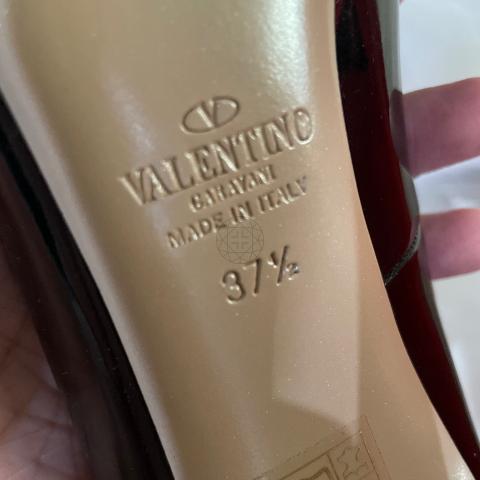 V
VALENTINO
GARAVANI
MADE IN ITALY
37½